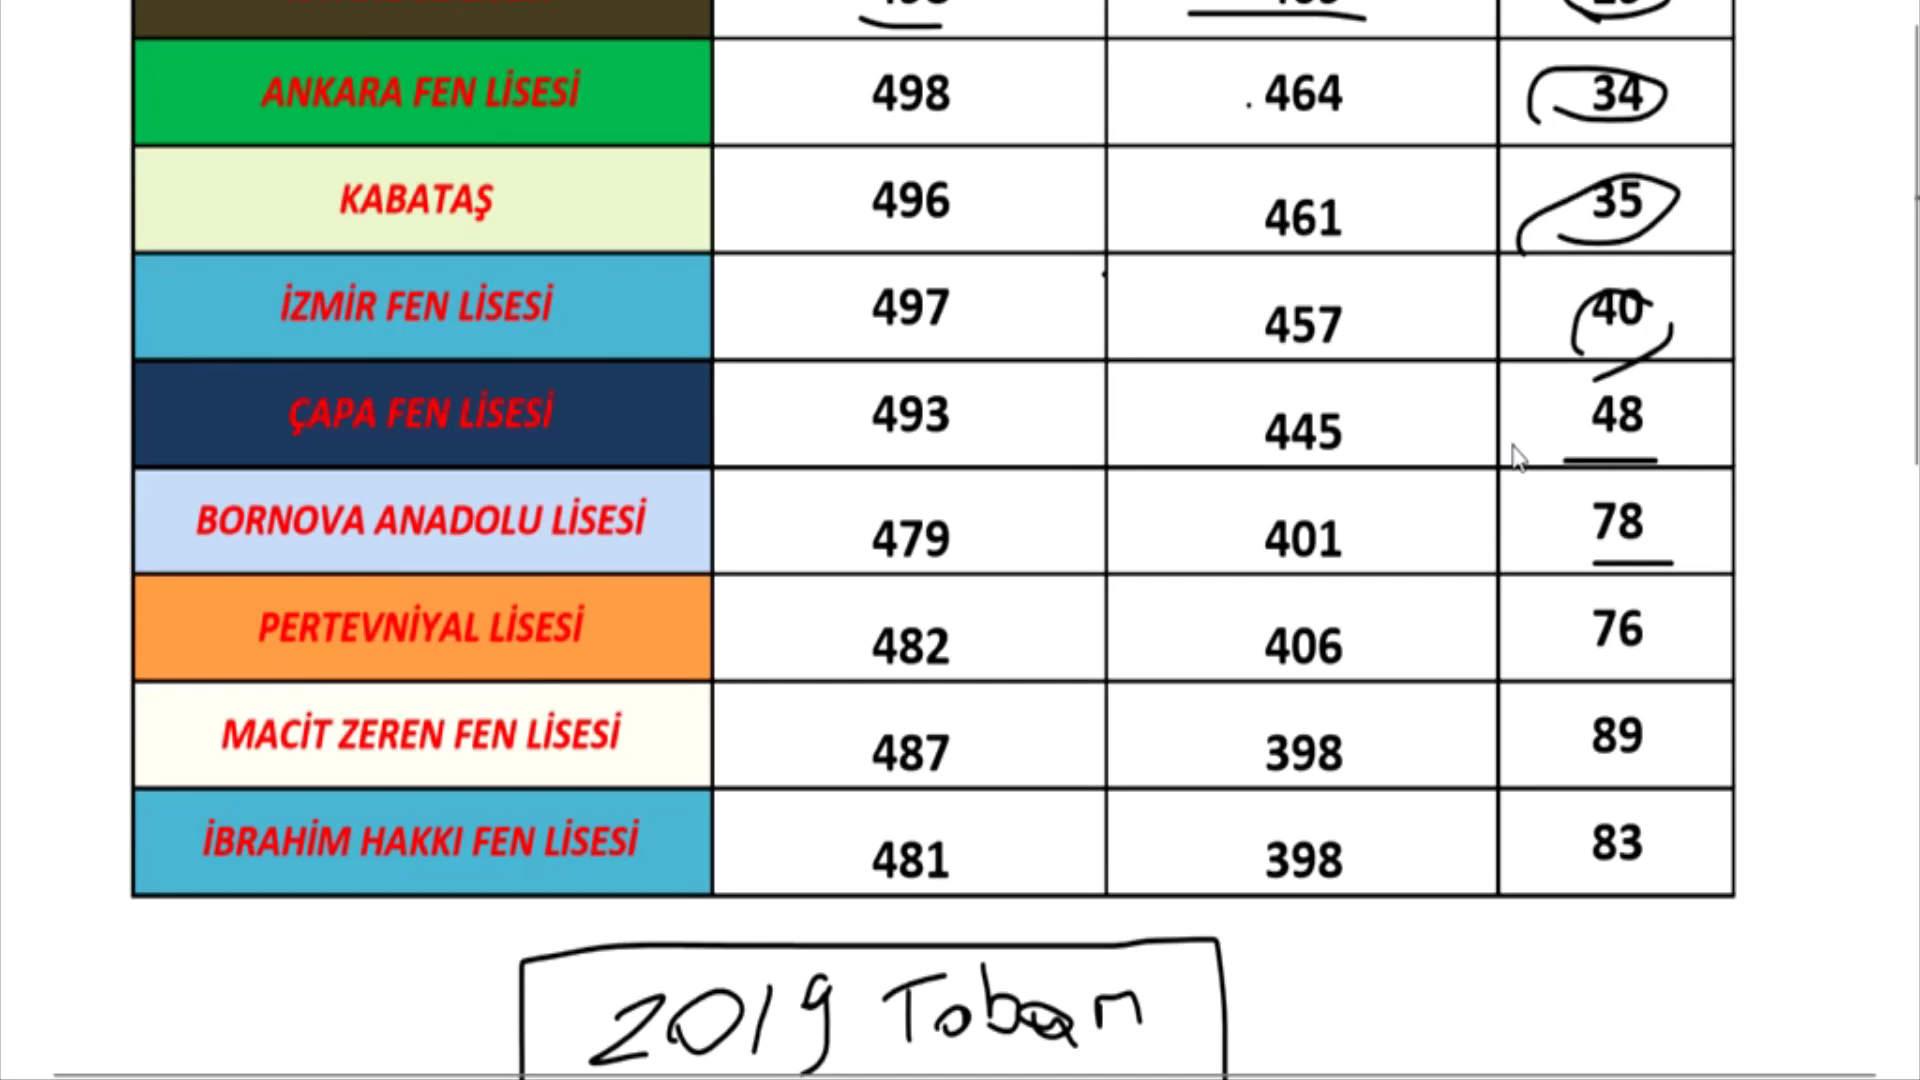 ANKARA FEN LİSESİ 498 464 34
KABATAŞ 496 461 35
İZMİR FEN LİSESİ 497 457 40
ÇAPA FEN LİSESİ 493 445 48
BORNOVA ANADOLU LİSESİ 479 401 78
PERTEVNİYAL LİSESİ 482 406 76
MACİT ZEREN FEN LİSESİ 487 398 89
İBRAHİM HAKKI FEN LİSESİ 481 398 83
2019 Taban